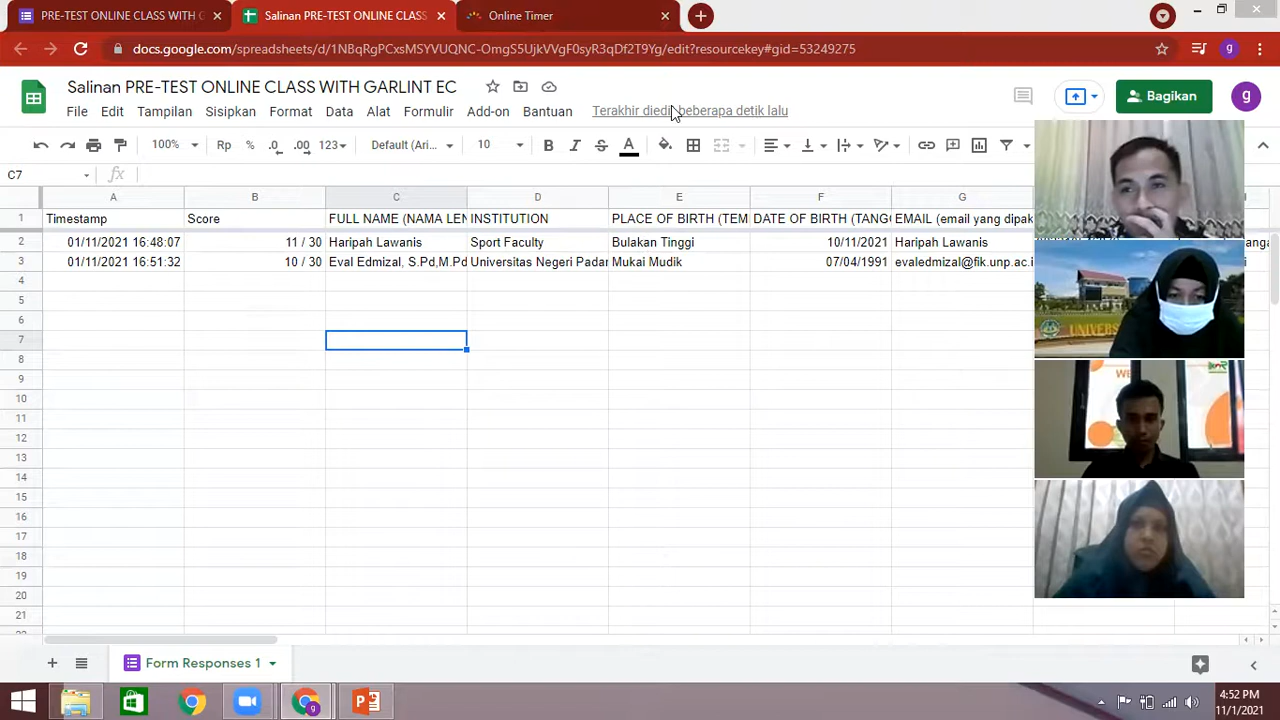 PRE-TEST ONLINE CLASS WITH G
Salinan PRE-TEST ONLINE CLASS
Online Timer
docs.google.com/spreadsheets/d/1NBqRgPCxsMSYVUQNC-OmgS5UjkVVgF0syR3qDf2T9Yg/edit?resourcekey#gid=53249275
g
Salinan PRE-TEST ONLINE CLASS WITH GARLINT EC
File Edit Tampilan Sisipkan Format Data Alat Formulir Add-on Bantuan Terakhir diedit beberapa detik lalu
Bagikan
g
100% Rp % .0 .00 123 Default (Ari... 10 B I S A
C7 fx
A B C D E F G
1 Timestamp Score FULL NAME (NAMA LEN INSTITUTION PLACE OF BIRTH (TEM DATE OF BIRTH (TANGG EMAIL (email yang dipak
2 01/11/2021 16:48:07 11 / 30 Haripah Lawanis Sport Faculty Bulakan Tinggi 10/11/2021 Haripah Lawanis
3 01/11/2021 16:51:32 10 / 30 Eval Edmizal, S.Pd,M.Pd Universitas Negeri Padan Mukai Mudik 07/04/1991 evaledmizal@fik.unp.ac.i
4
5
6
7
8
9
10
11
12
13
14
15
16
17
18
19
20
21
UNIVERS
WE
Form Responses 1
4:52 PM
11/1/2021